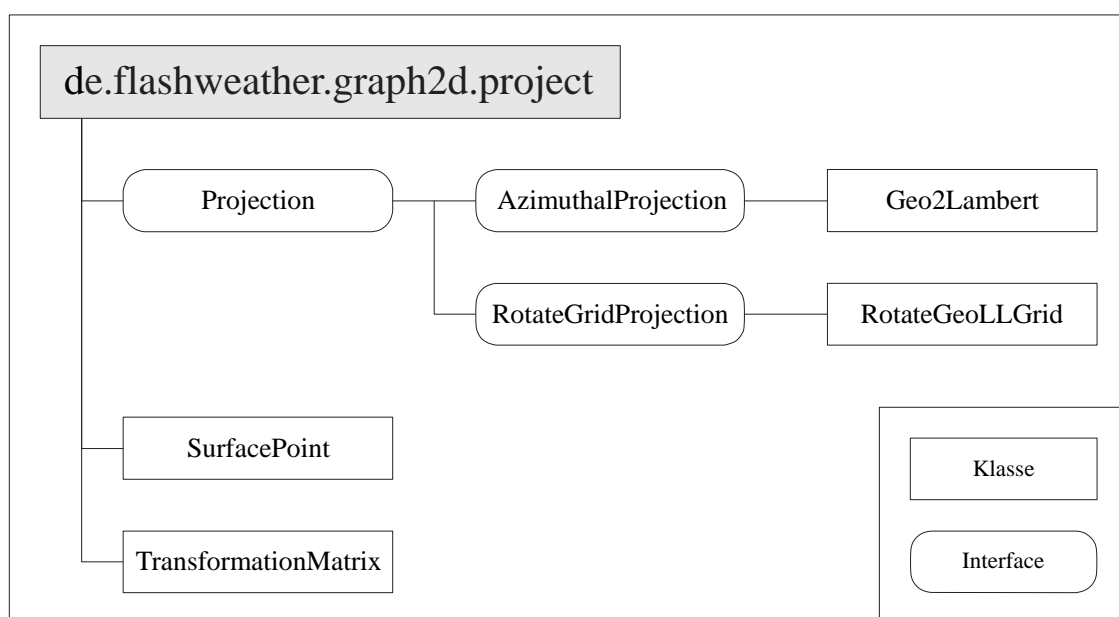 de.flashweather.graph2d.project
Projection
AzimuthalProjection
Geo2Lambert
RotateGridProjection
RotateGeoLLGrid
SurfacePoint
Klasse
TransformationMatrix
Interface